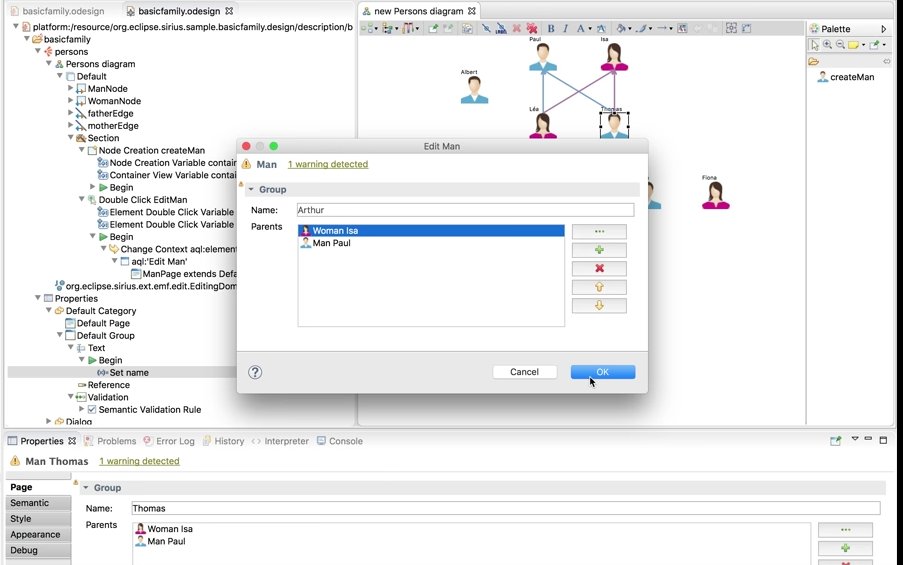 basicfamily.odesign
basicfamily.odesign
platform:/resource/org.eclipse.sirius.sample.basicfamily.design/description/b
basicfamily
persons
Persons diagram
Default
ManNode
WomanNode
fatherEdge
motherEdge
Section
Node Creation createMan
Node Creation Variable contai
Container View Variable contai
Begin
Double Click EditMan
Element Double Click Variable
Element Double Click Variable
Begin
Change Context aql:eleme
aql:'Edit Man'
ManPage extends Defa
org.eclipse.sirius.ext.emf.edit.EditingDom
Properties
Default Category
Default Page
Default Group
Text
Begin
Set name
Reference
Validation
Semantic Validation Rule
Dialog
new Persons diagram
B I A
Paul
Isa
Albert
Léa
Thomas
Fiona
Palette
createMan
Edit Man
Man 1 warning detected
Group
Name: Arthur
Parents
Woman Isa
Man Paul
?
Cancel
OK
Properties Problems Error Log History Interpreter Console
Man Thomas 1 warning detected
Page
Semantic
Style
Appearance
Debug
Group
Name: Thomas
Parents
Woman Isa
Man Paul